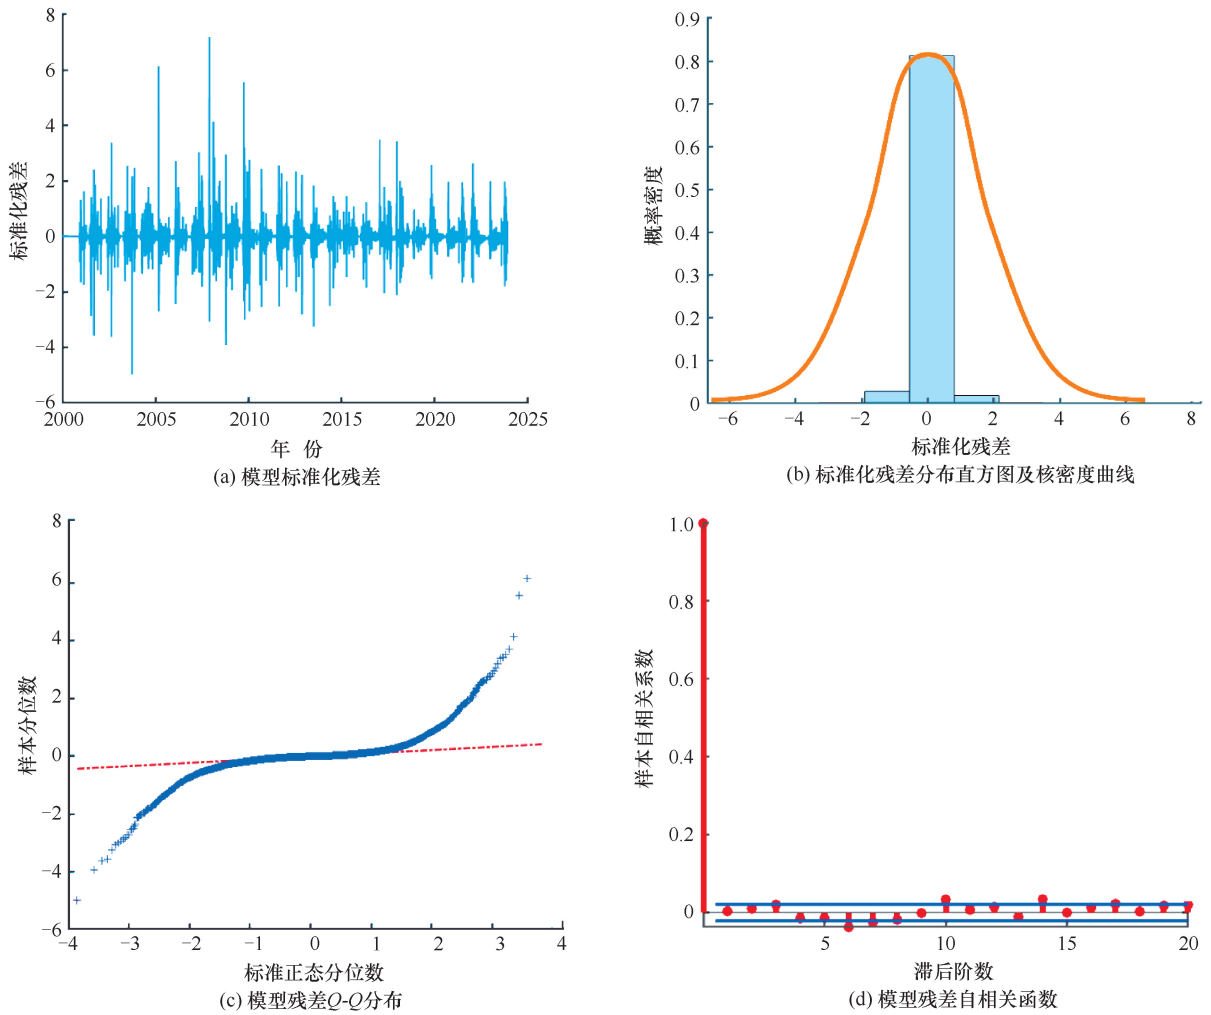 8
6
4
2
0
−2
−4
−6
标准化残差
2000 2005 2010 2015 2020 2025
年 份
(a) 模型标准化残差
0.9
0.8
0.7
0.6
0.5
0.4
0.3
0.2
0.1
0
概率密度
−6 −4 −2 0 2 4 6 8
标准化残差
(b) 标准化残差分布直方图及核密度曲线
8
6
4
2
0
−2
−4
−6
样本分位数
−4 −3 −2 −1 0 1 2 3 4
标准正态分位数
(c) 模型残差Q-Q分布
1.0
0.8
0.6
0.4
0.2
0
样本自相关系数
5 10 15 20
滞后阶数
(d) 模型残差自相关函数